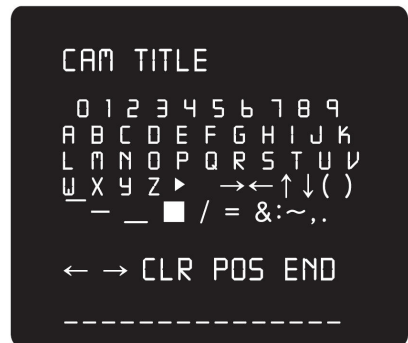 CAM TITLE
0 1 2 3 4 5 6 7 8 9
A B C D E F G H I J K
L M N O P Q R S T U V
W X Y Z ▶ → ← ↑ ↓ ( )
¯ – _ ■ / = & : ~ , .
← → CLR POS END
_ _ _ _ _ _ _ _ _ _ _ _ _ _ _